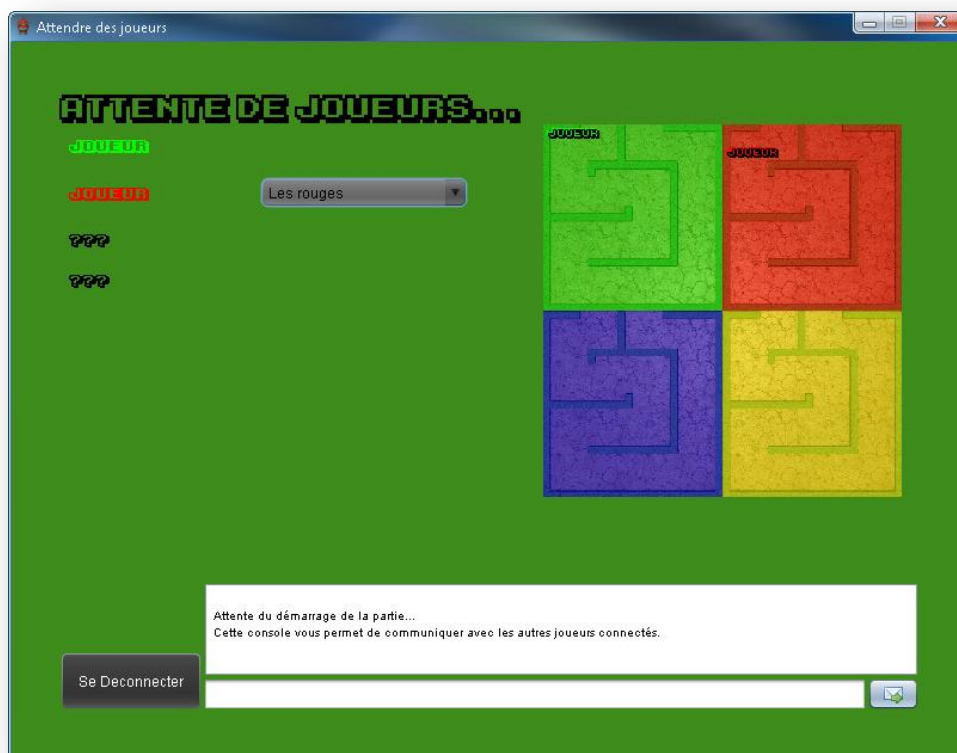 Attendre des joueurs
ATTENTE DE JOUEURS...
JOUEUR
JOUEUR
Les rouges
???
???
JOUEUR
JOUEUR
Attente du démarrage de la partie...
Cette console vous permet de communiquer avec les autres joueurs connectés.
Se Deconnecter